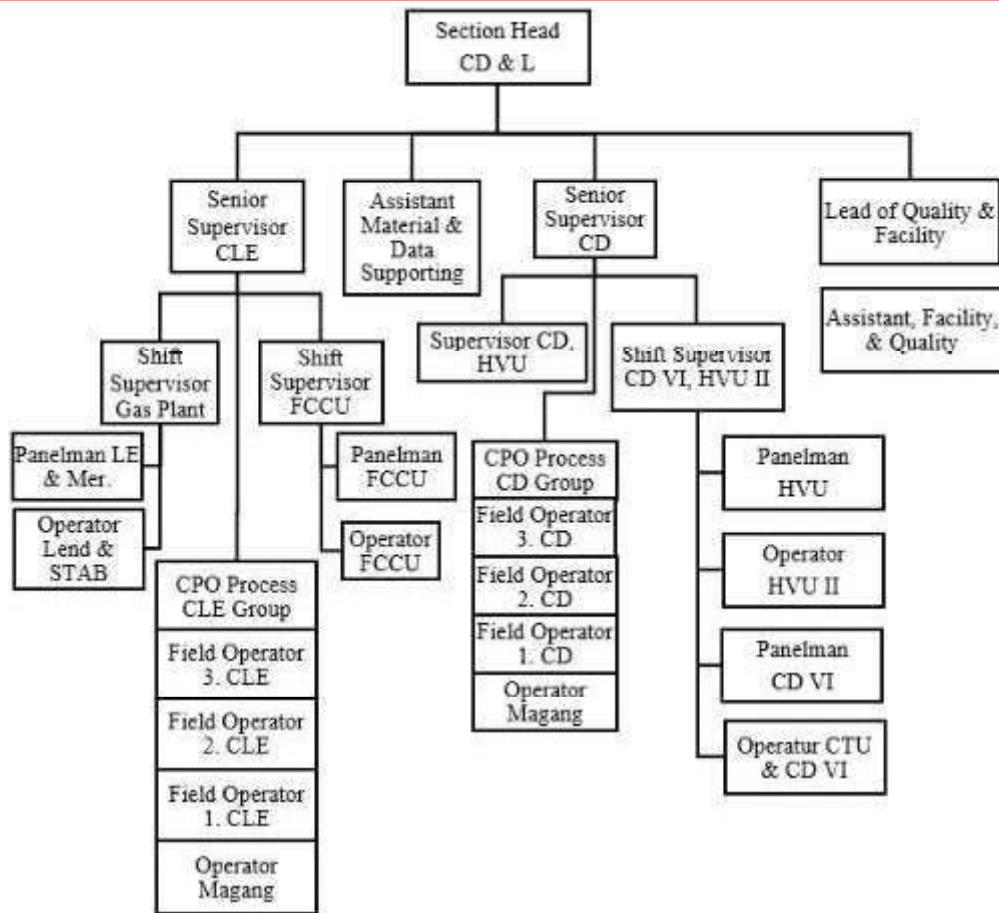 Section Head
CD & L
Senior
Supervisor
CLE
Assistant
Material &
Data
Supporting
Senior
Supervisor
CD
Lead of Quality &
Facility
Assistant, Facility,
& Quality
Shift
Supervisor
Gas Plant
Shift
Supervisor
FCCU
Supervisor CD,
HVU
Shift Supervisor
CD VI, HVU II
Panelman LE
& Mer.
Operator
Lend &
STAB
Panelman
FCCU
Operator
FCCU
CPO Process
CLE Group
Field Operator
3. CLE
Field Operator
2. CLE
Field Operator
1. CLE
Operator
Magang
CPO Process
CD Group
Field Operator
3. CD
Field Operator
2. CD
Field Operator
1. CD
Operator
Magang
Panelman
HVU
Operator
HVU II
Panelman
CD VI
Operatur CTU
& CD VI